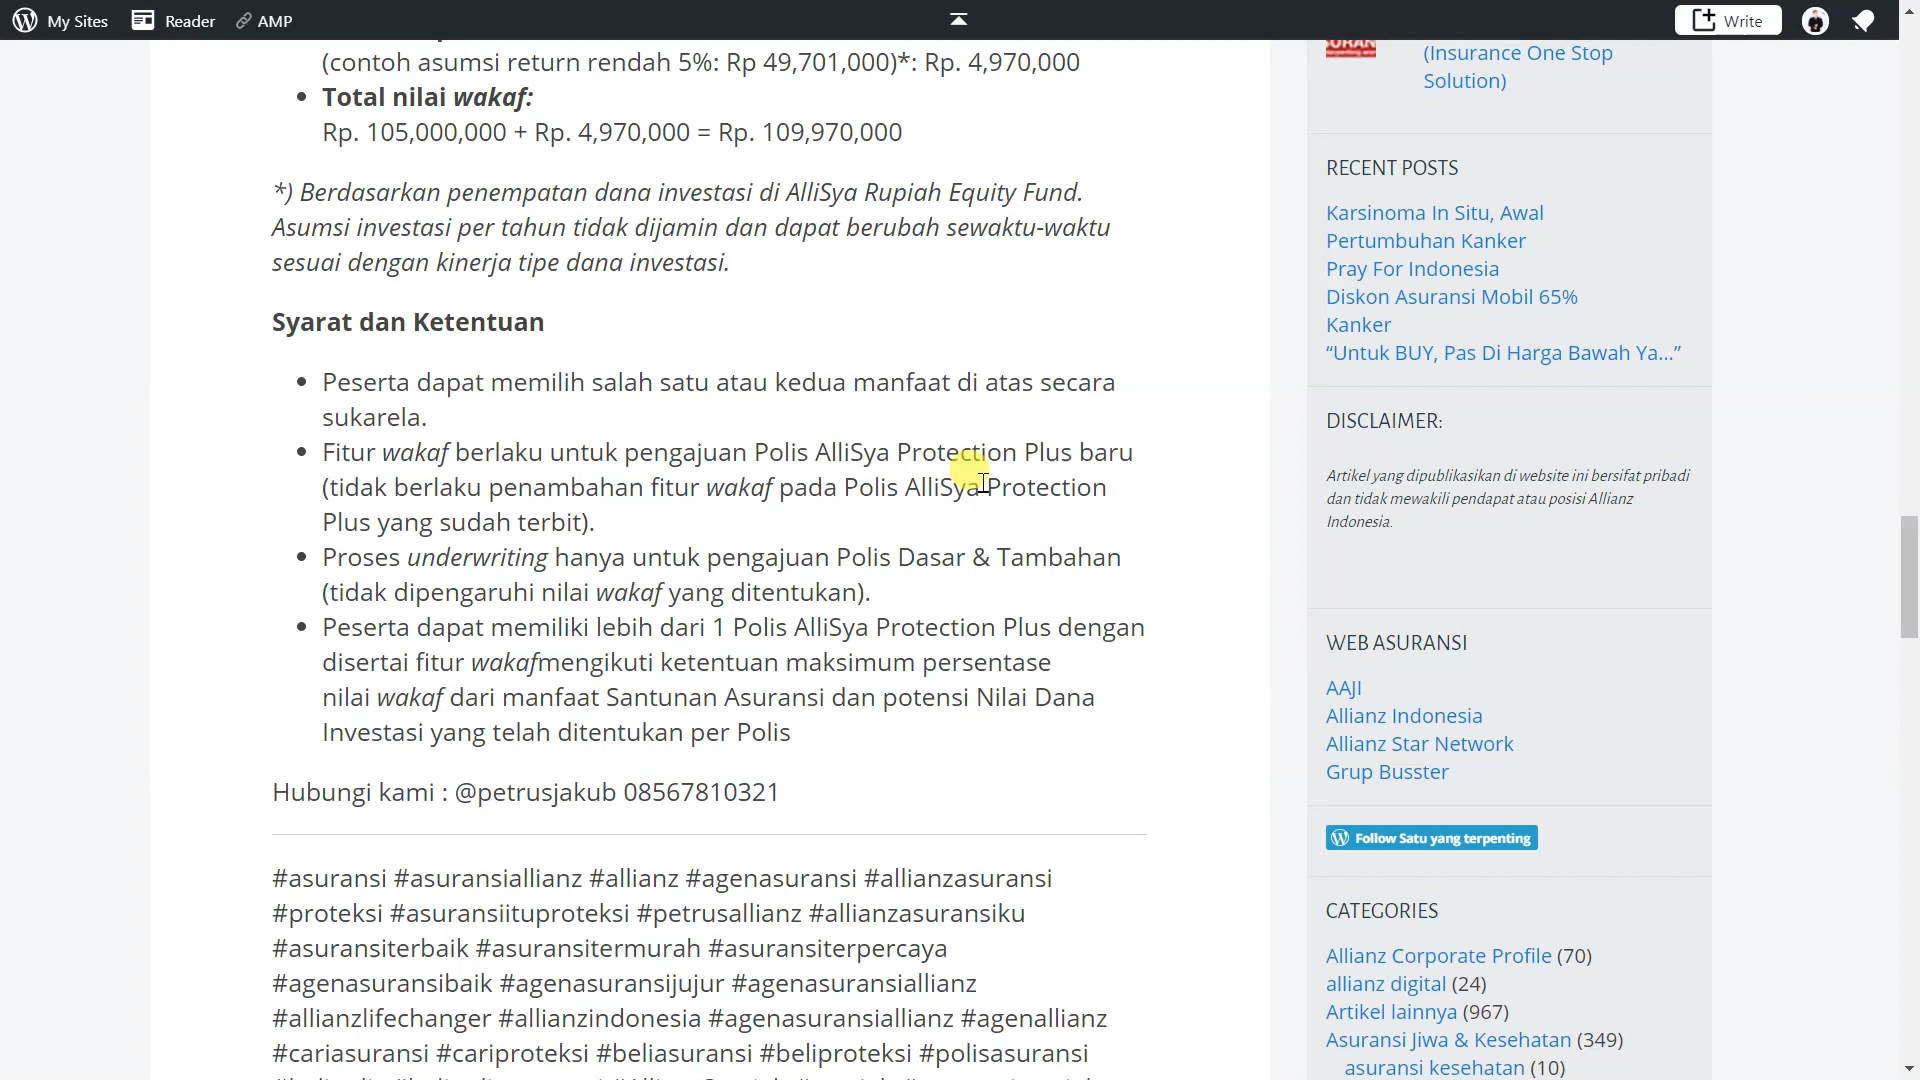 My Sites
Reader
AMP
Write
(contoh asumsi return rendah 5%: Rp 49,701,000)*: Rp. 4,970,000
Total nilai wakaf:
Rp. 105,000,000 + Rp. 4,970,000 = Rp. 109,970,000
*) Berdasarkan penempatan dana investasi di AlliSya Rupiah Equity Fund.
Asumsi investasi per tahun tidak dijamin dan dapat berubah sewaktu-waktu
sesuai dengan kinerja tipe dana investasi.
Syarat dan Ketentuan
Peserta dapat memilih salah satu atau kedua manfaat di atas secara
sukarela.
Fitur wakaf berlaku untuk pengajuan Polis AlliSya Protection Plus baru
(tidak berlaku penambahan fitur wakaf pada Polis AlliSya Protection
Plus yang sudah terbit).
Proses underwriting hanya untuk pengajuan Polis Dasar & Tambahan
(tidak dipengaruhi nilai wakaf yang ditentukan).
Peserta dapat memiliki lebih dari 1 Polis AlliSya Protection Plus dengan
disertai fitur wakafmengikuti ketentuan maksimum persentase
nilai wakaf dari manfaat Santunan Asuransi dan potensi Nilai Dana
Investasi yang telah ditentukan per Polis
Hubungi kami : @petrusjakub 08567810321
#asuransi #asuransiallianz #allianz #agenasuransi #allianzasuransi
#proteksi #asuransiituproteksi #petrusallianz #allianzasuransiku
#asuransiterbaik #asuransitermurah #asuransiterpercaya
#agenasuransibaik #agenasuransijujur #agenasuransiallianz
#allianzlifechanger #allianzindonesia #agenasuransiallianz #agenallianz
#cariasuransi #cariproteksi #beliasuransi #beliproteksi #polisasuransi
(Insurance One Stop
Solution)
RECENT POSTS
Karsinoma In Situ, Awal
Pertumbuhan Kanker
Pray For Indonesia
Diskon Asuransi Mobil 65%
Kanker
“Untuk BUY, Pas Di Harga Bawah Ya…”
DISCLAIMER:
Artikel yang dipublikasikan di website ini bersifat pribadi
dan tidak mewakili pendapat atau posisi Allianz
Indonesia.
WEB ASURANSI
AAJI
Allianz Indonesia
Allianz Star Network
Grup Busster
Follow Satu yang terpenting
CATEGORIES
Allianz Corporate Profile (70)
allianz digital (24)
Artikel lainnya (967)
Asuransi Jiwa & Kesehatan (349)
asuransi kesehatan (10)